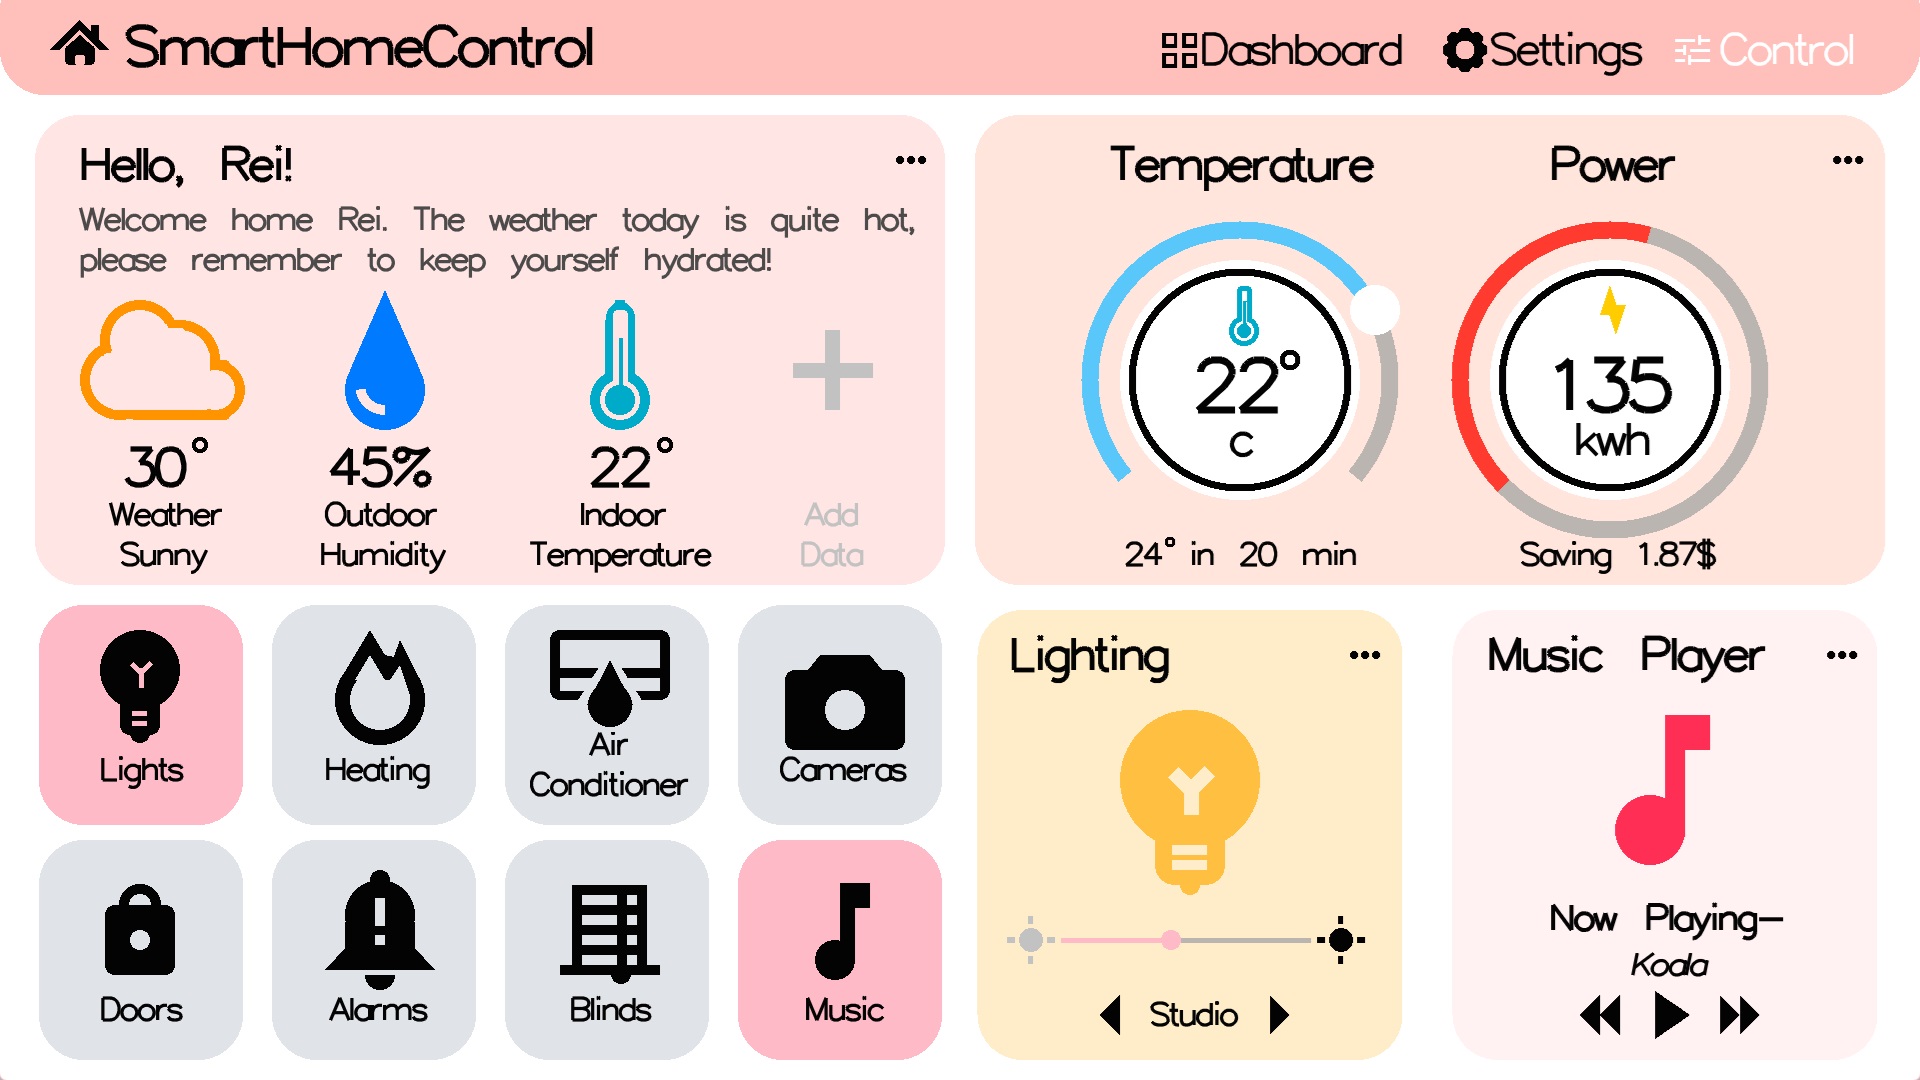 SmartHomeControl
Dashboard
Settings
Control
Hello, Rei!
Welcome home Rei. The weather today is quite hot,
please remember to keep yourself hydrated!
30°
Weather
Sunny
45%
Outdoor
Humidity
22°
Indoor
Temperature
Add
Data
Temperature
22°
c
24° in 20 min
Power
135
kwh
Saving 1.87$
Lights
Heating
Air
Conditioner
Cameras
Doors
Alarms
Blinds
Music
Lighting
Studio
Music Player
Now Playing-
Koala